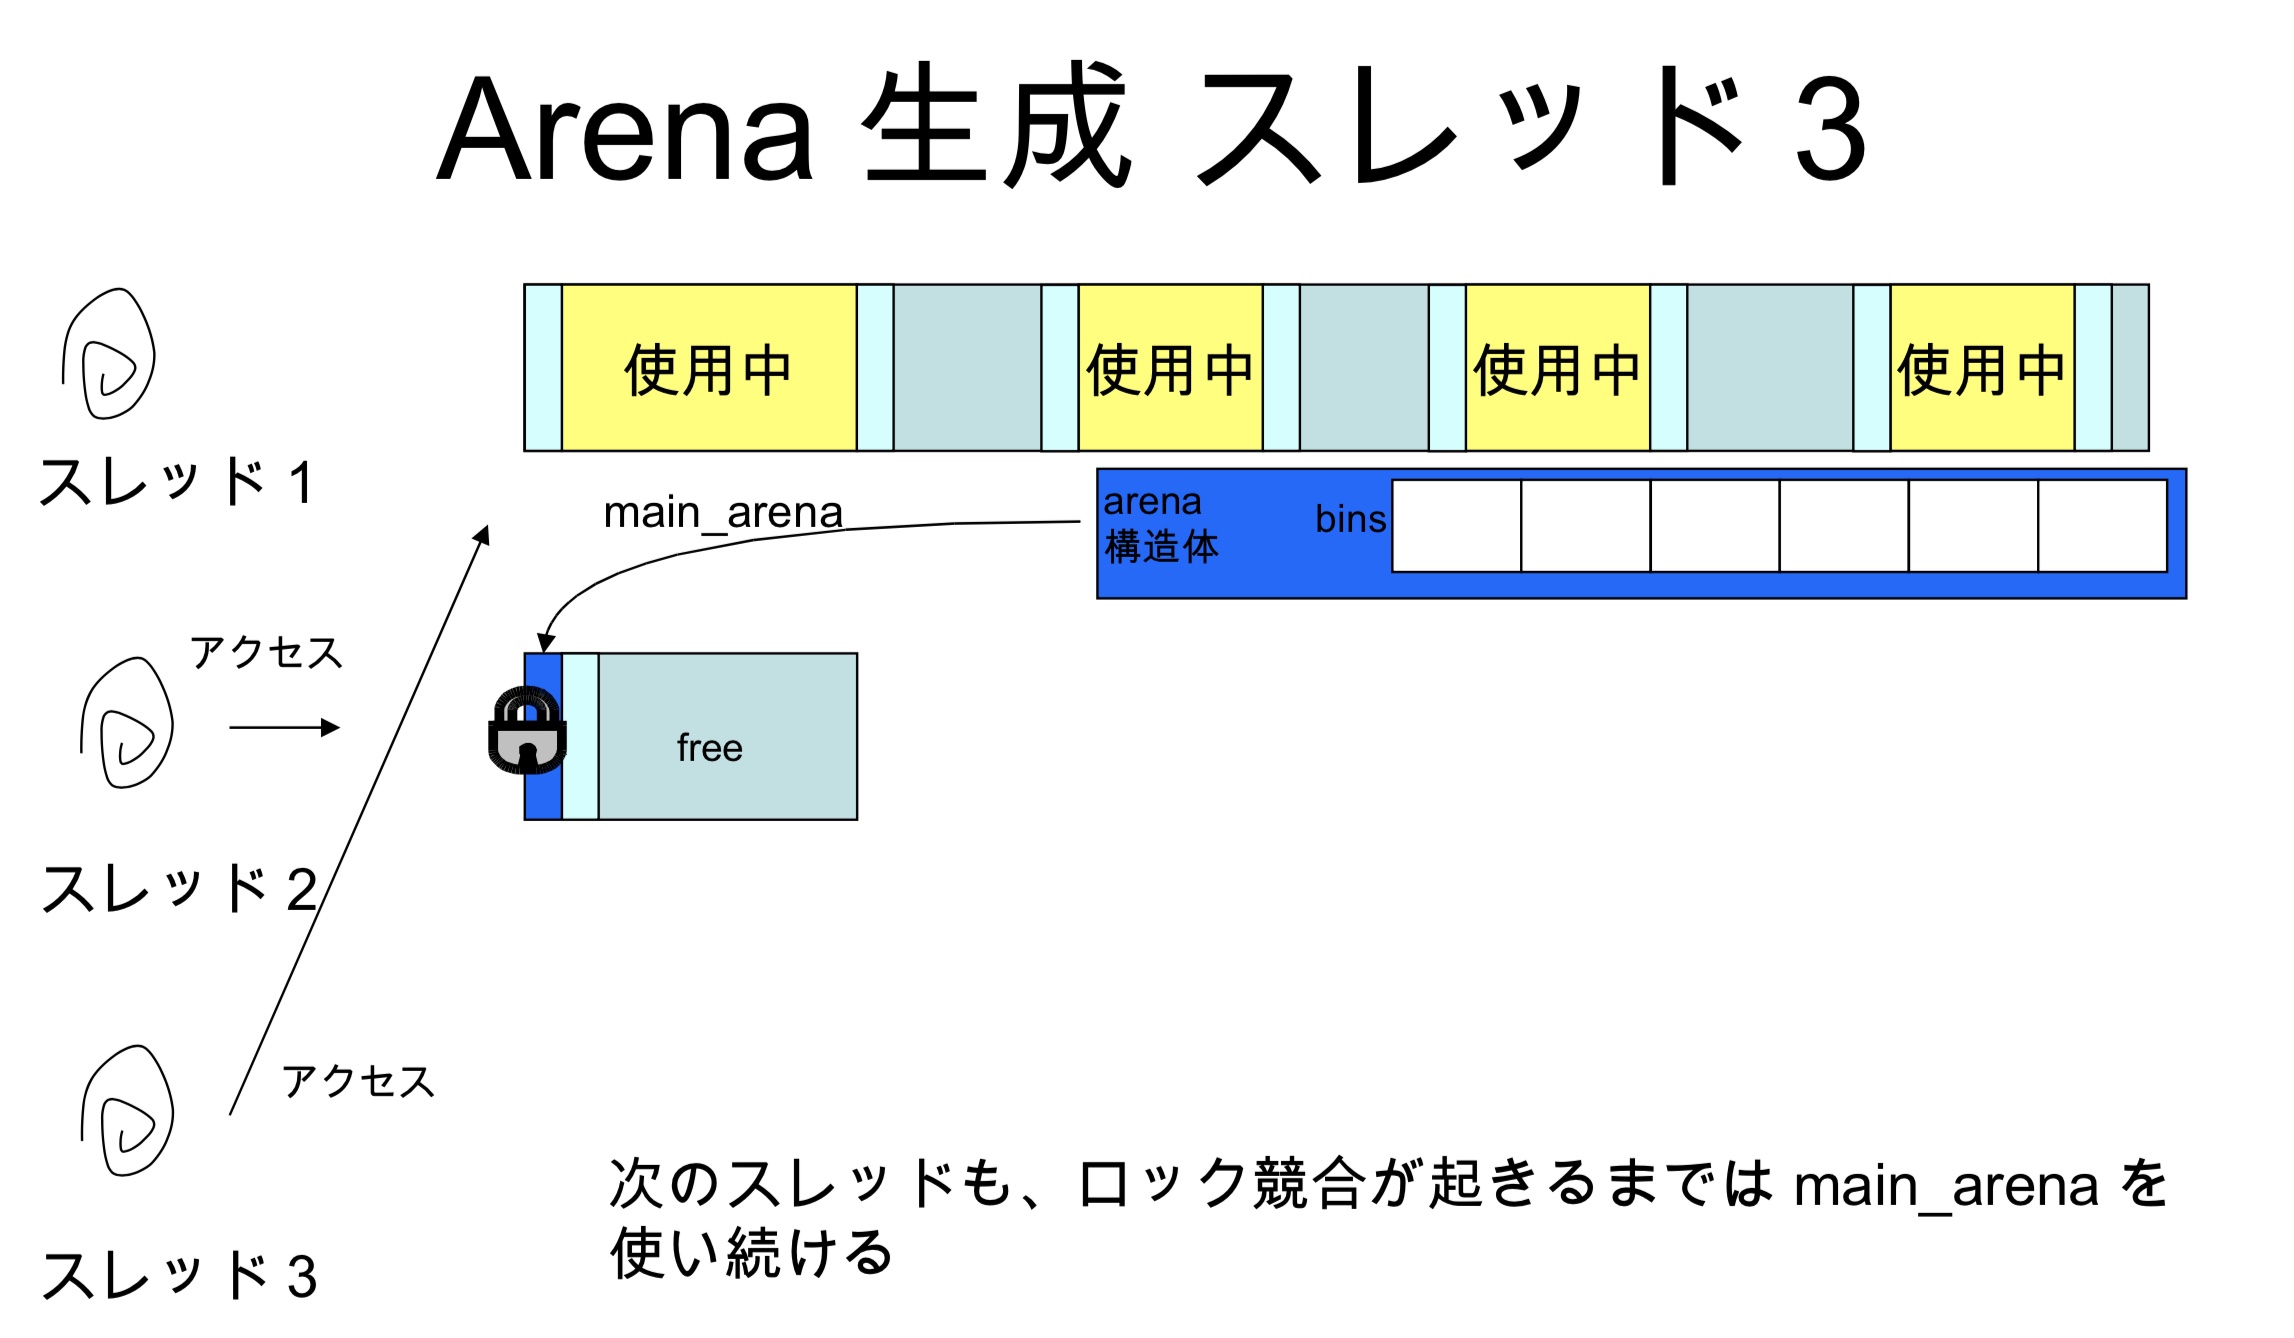 Arena 生成 スレッド 3
使用中
使用中
使用中
使用中
スレッド 1
main_arena
arena
構造体
bins
アクセス
free
スレッド 2
アクセス
スレッド 3
次のスレッドも、ロック競合が起きるまでは main_arena を
使い続ける